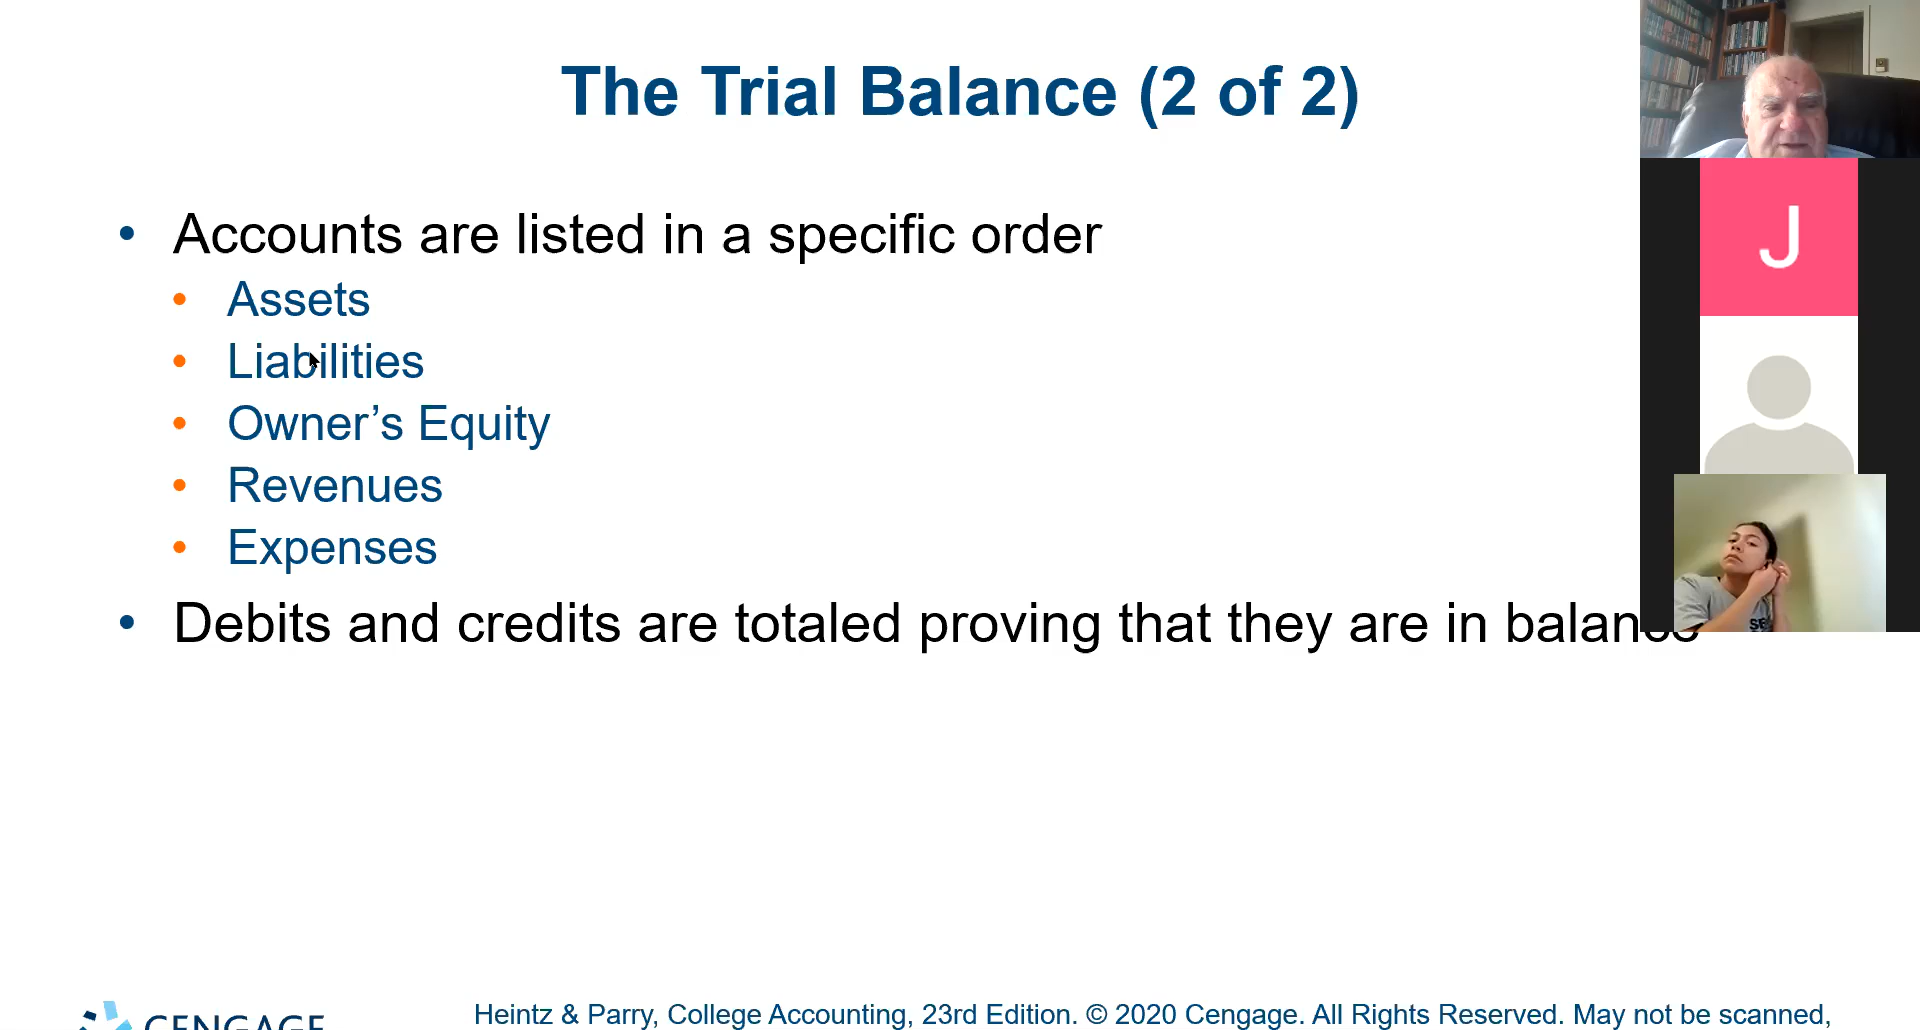 The Trial Balance (2 of 2)
• Accounts are listed in a specific order
• Assets
• Liabilities
• Owner’s Equity
• Revenues
• Expenses
• Debits and credits are totaled proving that they are in balance
J
CENGAGE
Heintz & Parry, College Accounting, 23rd Edition. © 2020 Cengage. All Rights Reserved. May not be scanned,